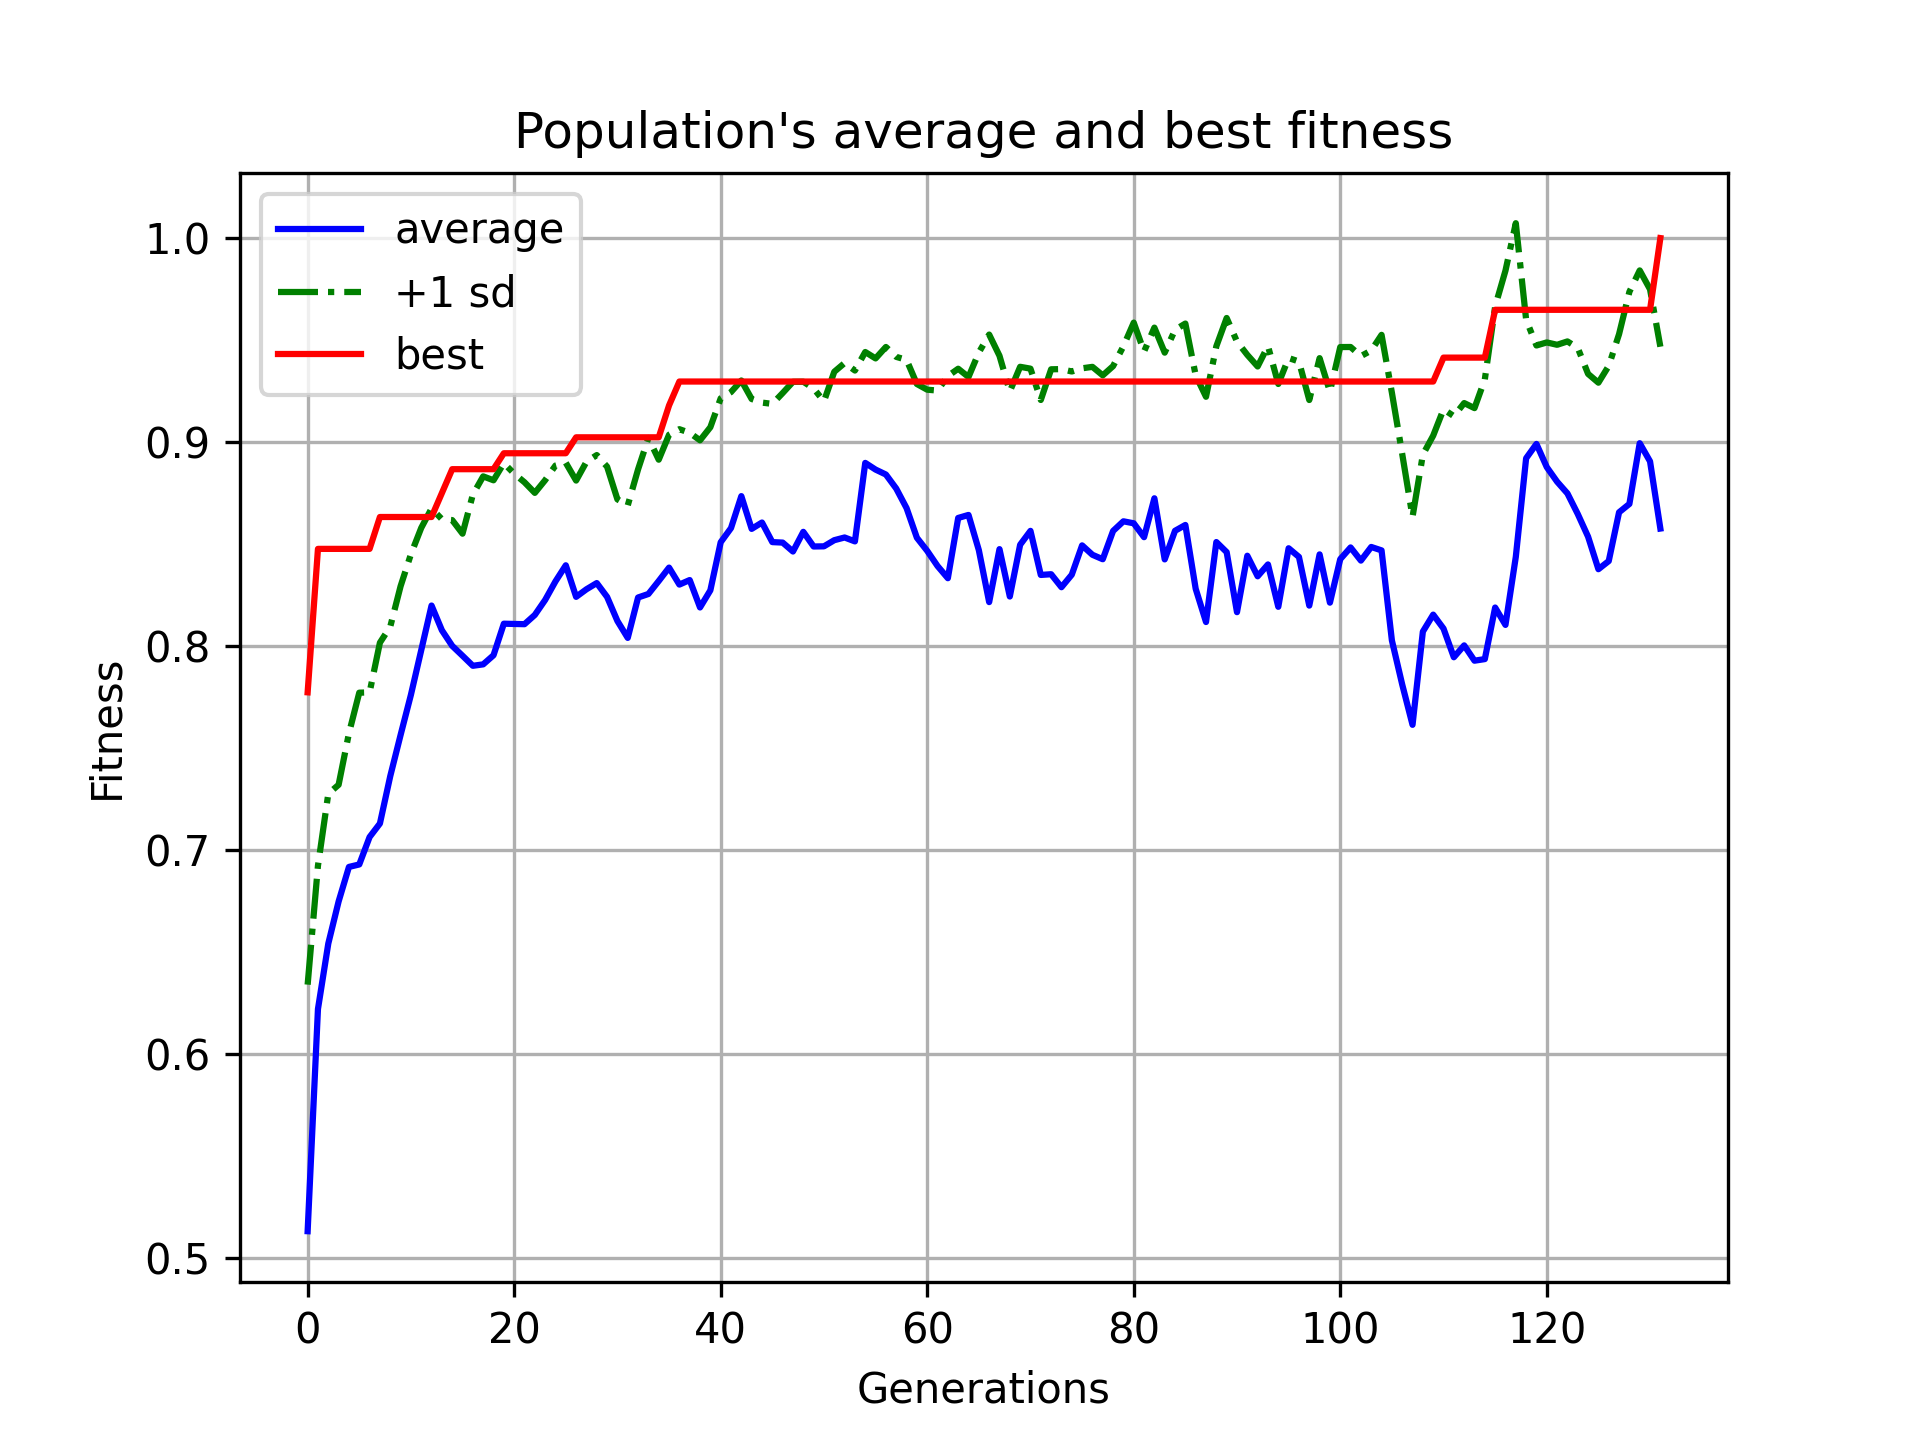 Population's average and best fitness
average
+1 sd
best
1.0
0.9
0.8
0.7
0.6
0.5
Fitness
0 20 40 60 80 100 120
Generations